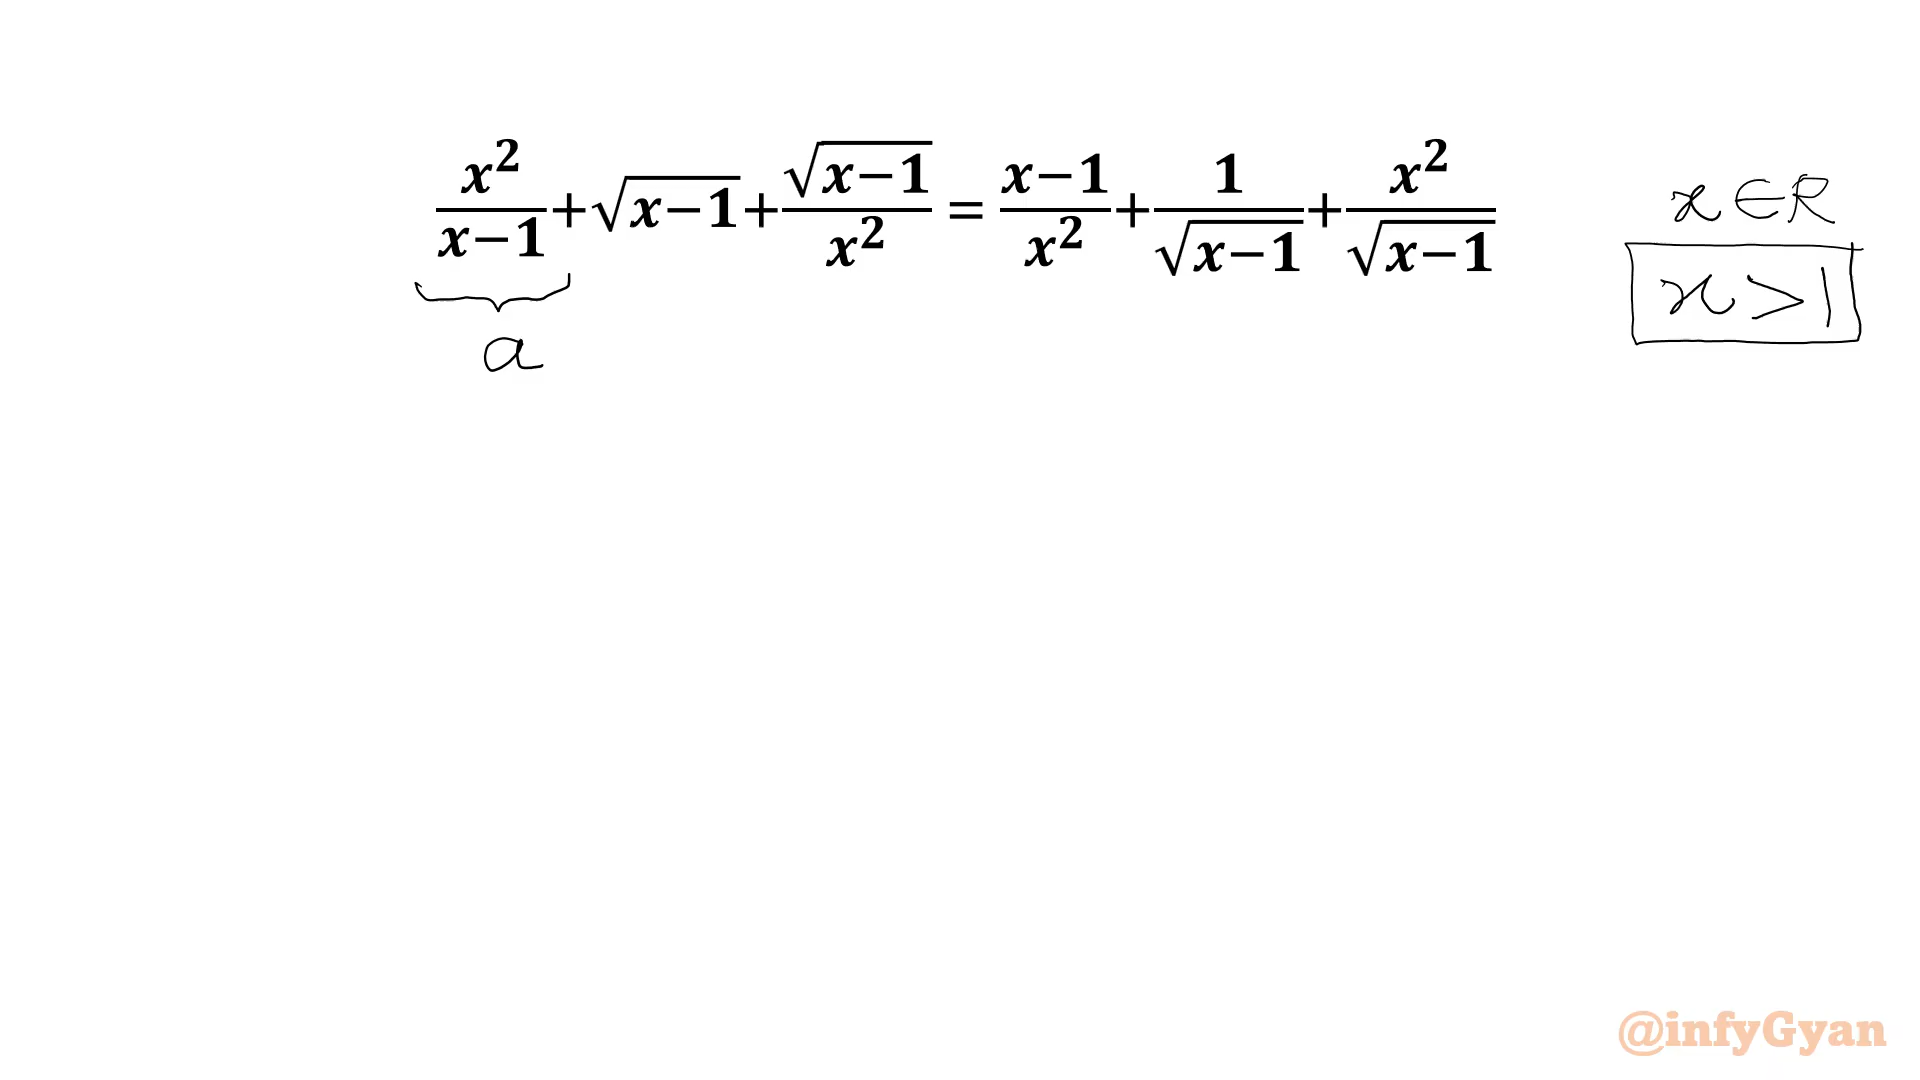 x²/(x−1) + √(x−1) + √(x−1)/x² = (x−1)/x² + 1/√(x−1) + x²/√(x−1)
x ∈ R
x > 1
a
@infyGyan